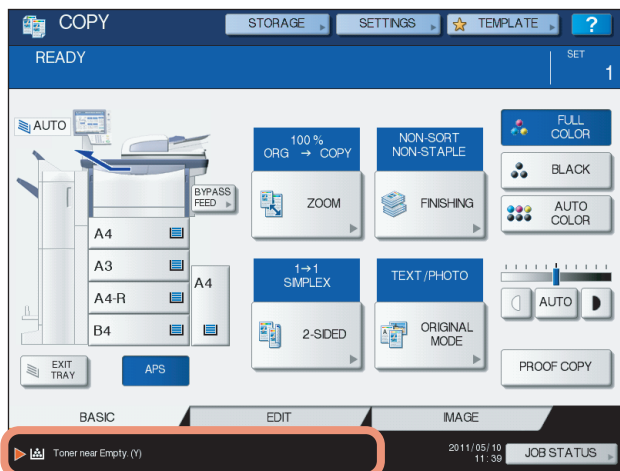 COPY
STORAGE
SETTINGS
TEMPLATE
?
READY
SET
1
AUTO
BYPASS
FEED
A4
A3
A4-R
B4
A4
EXIT
TRAY
APS
100 %
ORG → COPY
ZOOM
NON-SORT
NON-STAPLE
FINISHING
1→1
SIMPLEX
2-SIDED
TEXT/PHOTO
ORIGINAL
MODE
FULL
COLOR
BLACK
AUTO
COLOR
AUTO
PROOF COPY
BASIC
EDIT
IMAGE
Toner near Empty. (Y)
2011/05/10
11:39
JOB STATUS